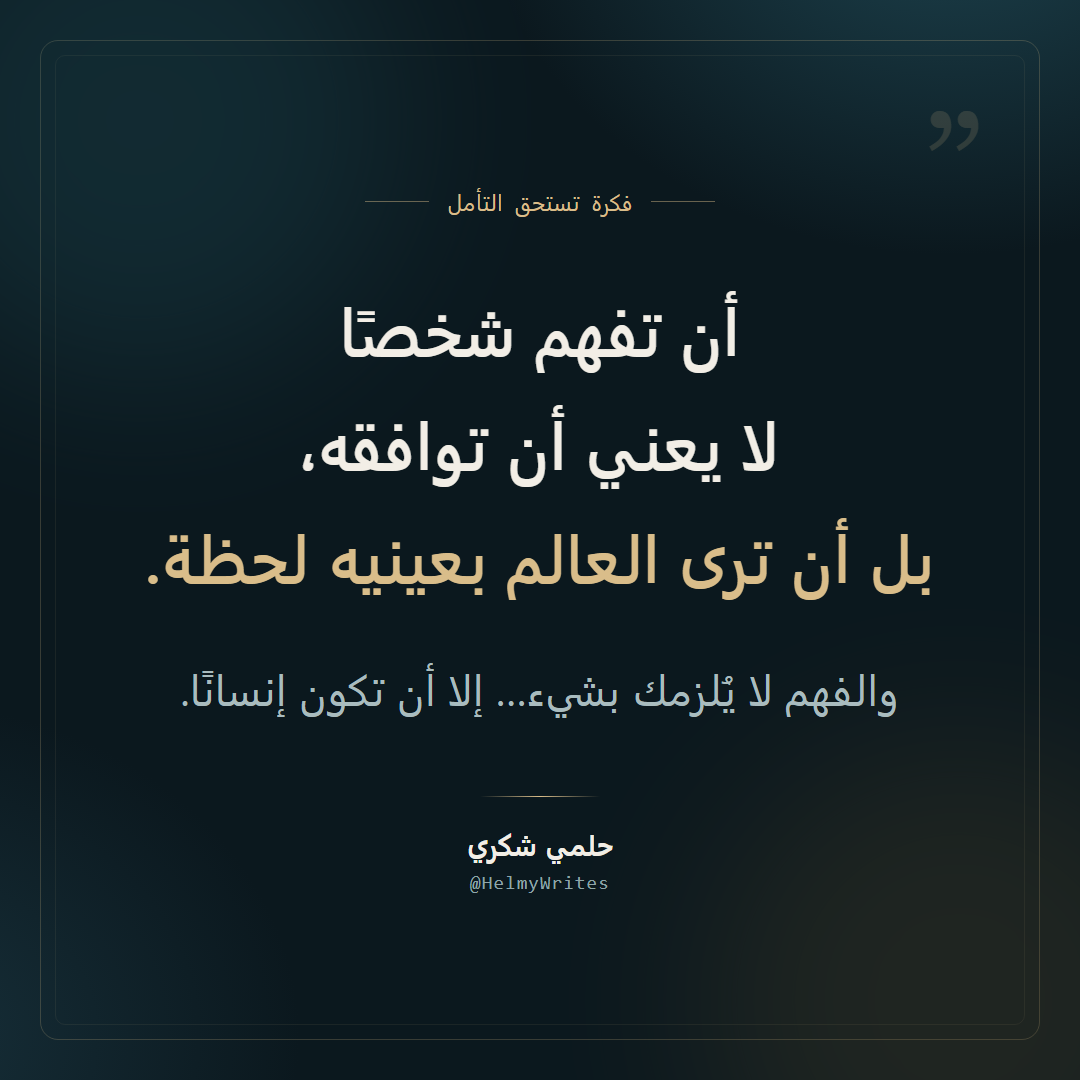 ”
فكرة تستحق التأمل
أن تفهم شخصًا
لا يعني أن توافقه،
بل أن ترى العالم بعينيه لحظة.
والفهم لا يُلزمك بشيء... إلا أن تكون إنسانًا.
حلمي شكري
@HelmyWrites